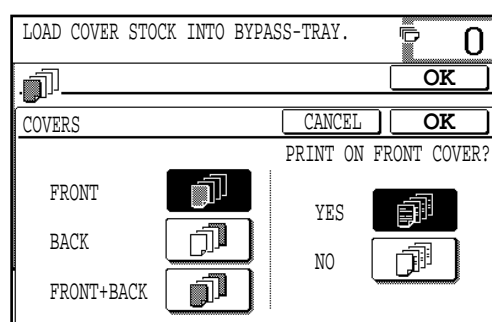 LOAD COVER STOCK INTO BYPASS-TRAY.
0
OK
COVERS
CANCEL
OK
PRINT ON FRONT COVER?
FRONT
YES
BACK
NO
FRONT+BACK